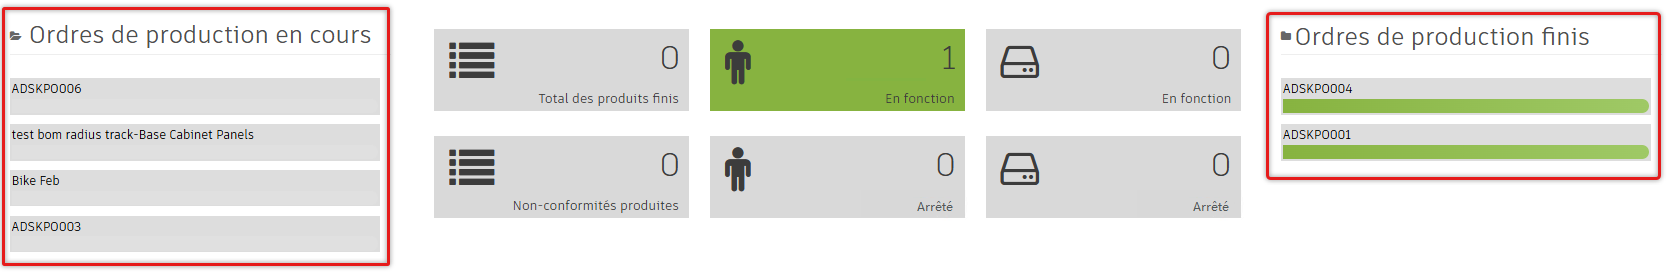 Ordres de production en cours
ADSKPO006
test bom radius track-Base Cabinet Panels
Bike Feb
ADSKPO003
0
Total des produits finis
1
En fonction
0
En fonction
0
Non-conformités produites
0
Arrêté
0
Arrêté
Ordres de production finis
ADSKPO004
ADSKPO001